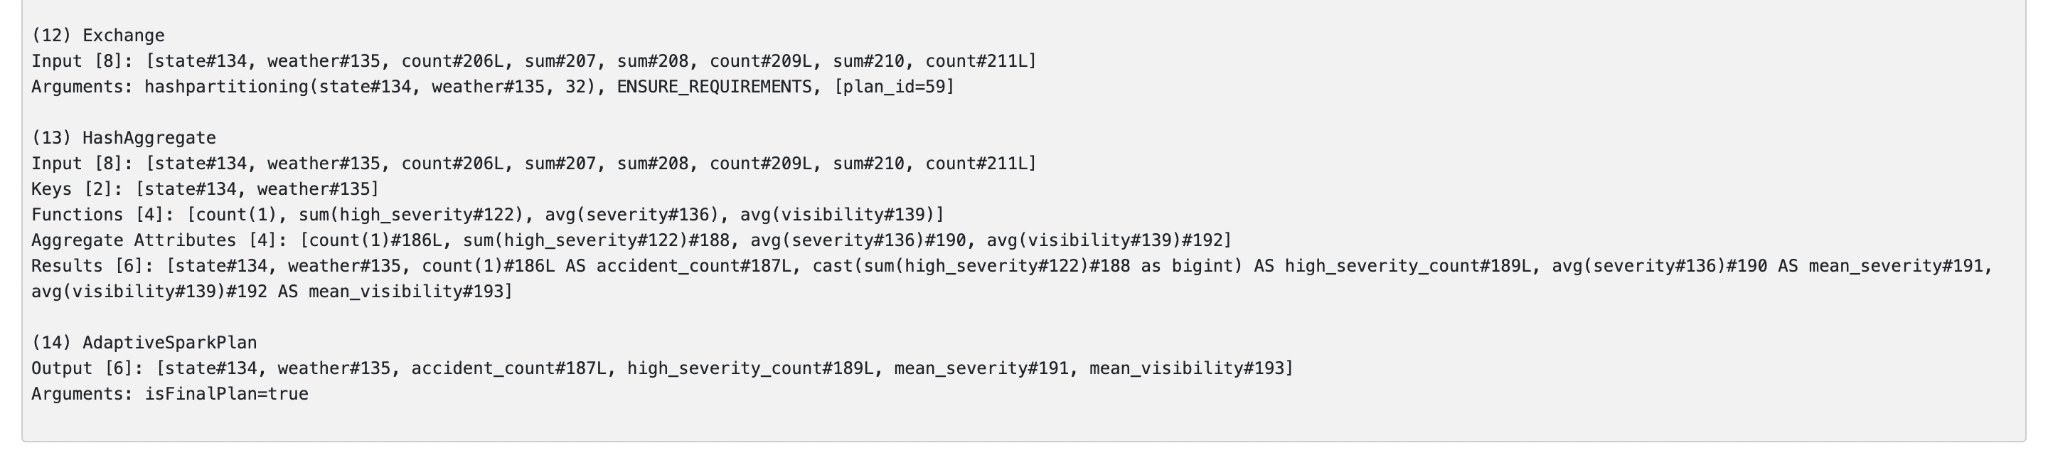 (12) Exchange
Input [8]: [state#134, weather#135, count#206L, sum#207, sum#208, count#209L, sum#210, count#211L]
Arguments: hashpartitioning(state#134, weather#135, 32), ENSURE_REQUIREMENTS, [plan_id=59]
(13) HashAggregate
Input [8]: [state#134, weather#135, count#206L, sum#207, sum#208, count#209L, sum#210, count#211L]
Keys [2]: [state#134, weather#135]
Functions [4]: [count(1), sum(high_severity#122), avg(severity#136), avg(visibility#139)]
Aggregate Attributes [4]: [count(1)#186L, sum(high_severity#122)#188, avg(severity#136)#190, avg(visibility#139)#192]
Results [6]: [state#134, weather#135, count(1)#186L AS accident_count#187L, cast(sum(high_severity#122)#188 as bigint) AS high_severity_count#189L, avg(severity#136)#190 AS mean_severity#191,
avg(visibility#139)#192 AS mean_visibility#193]
(14) AdaptiveSparkPlan
Output [6]: [state#134, weather#135, accident_count#187L, high_severity_count#189L, mean_severity#191, mean_visibility#193]
Arguments: isFinalPlan=true